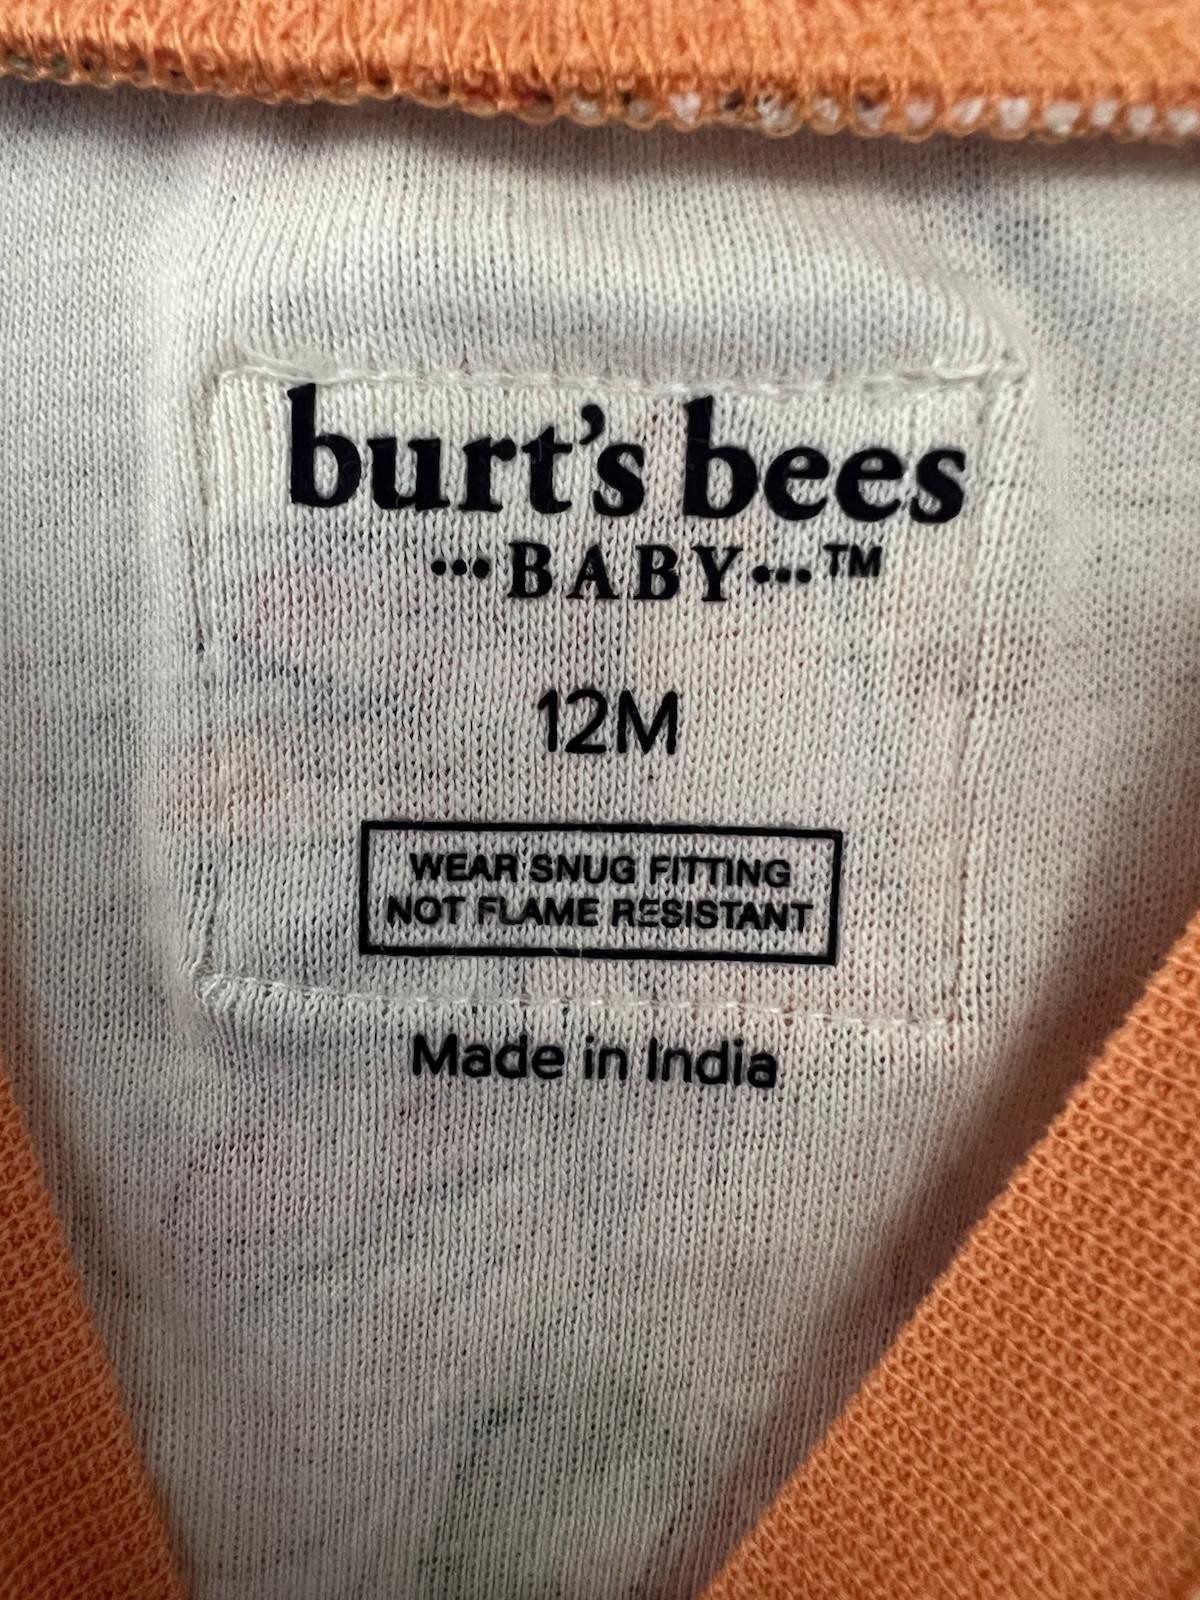 burt's bees
···BABY···™
12M
WEAR SNUG FITTING
NOT FLAME RESISTANT
Made in India